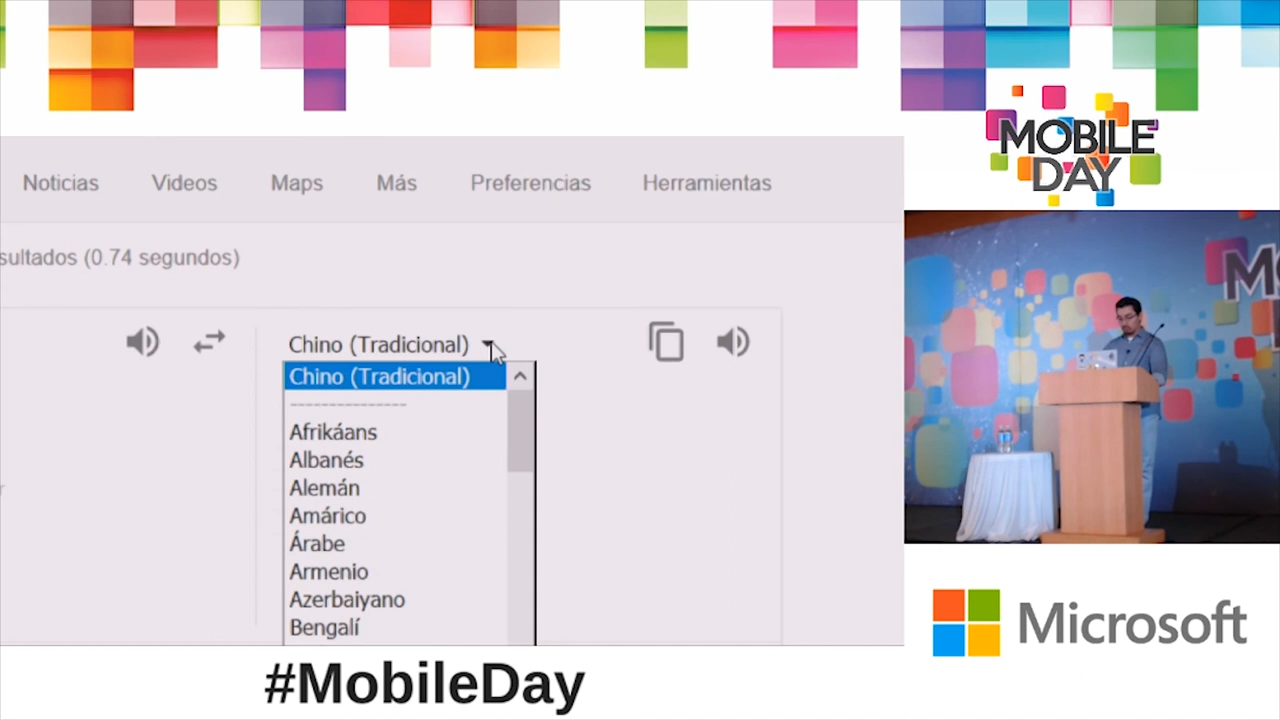 MOBILE
DAY
Noticias Videos Maps Más Preferencias Herramientas
sultados (0.74 segundos)
Chino (Tradicional)
Chino (Tradicional)
---------------
Afrikáans
Albanés
Alemán
Amárico
Árabe
Armenio
Azerbaiyano
Bengalí
Microsoft
#MobileDay